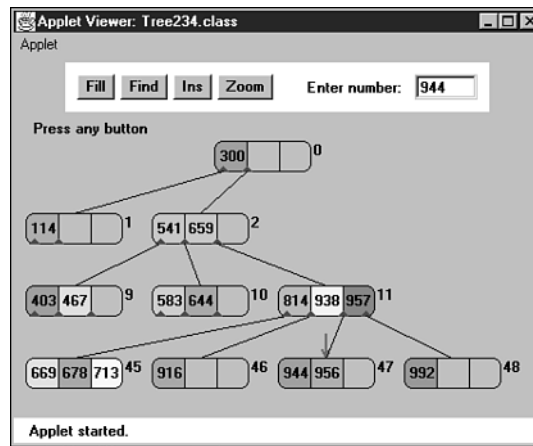 Applet Viewer: Tree234.class
Applet
Fill Find Ins Zoom Enter number: 944
Press any button
300 0
114 1 541 659 2
403 467 9 583 644 10 814 938 957 11
669 678 713 45 916 46 944 956 47 992 48
Applet started.